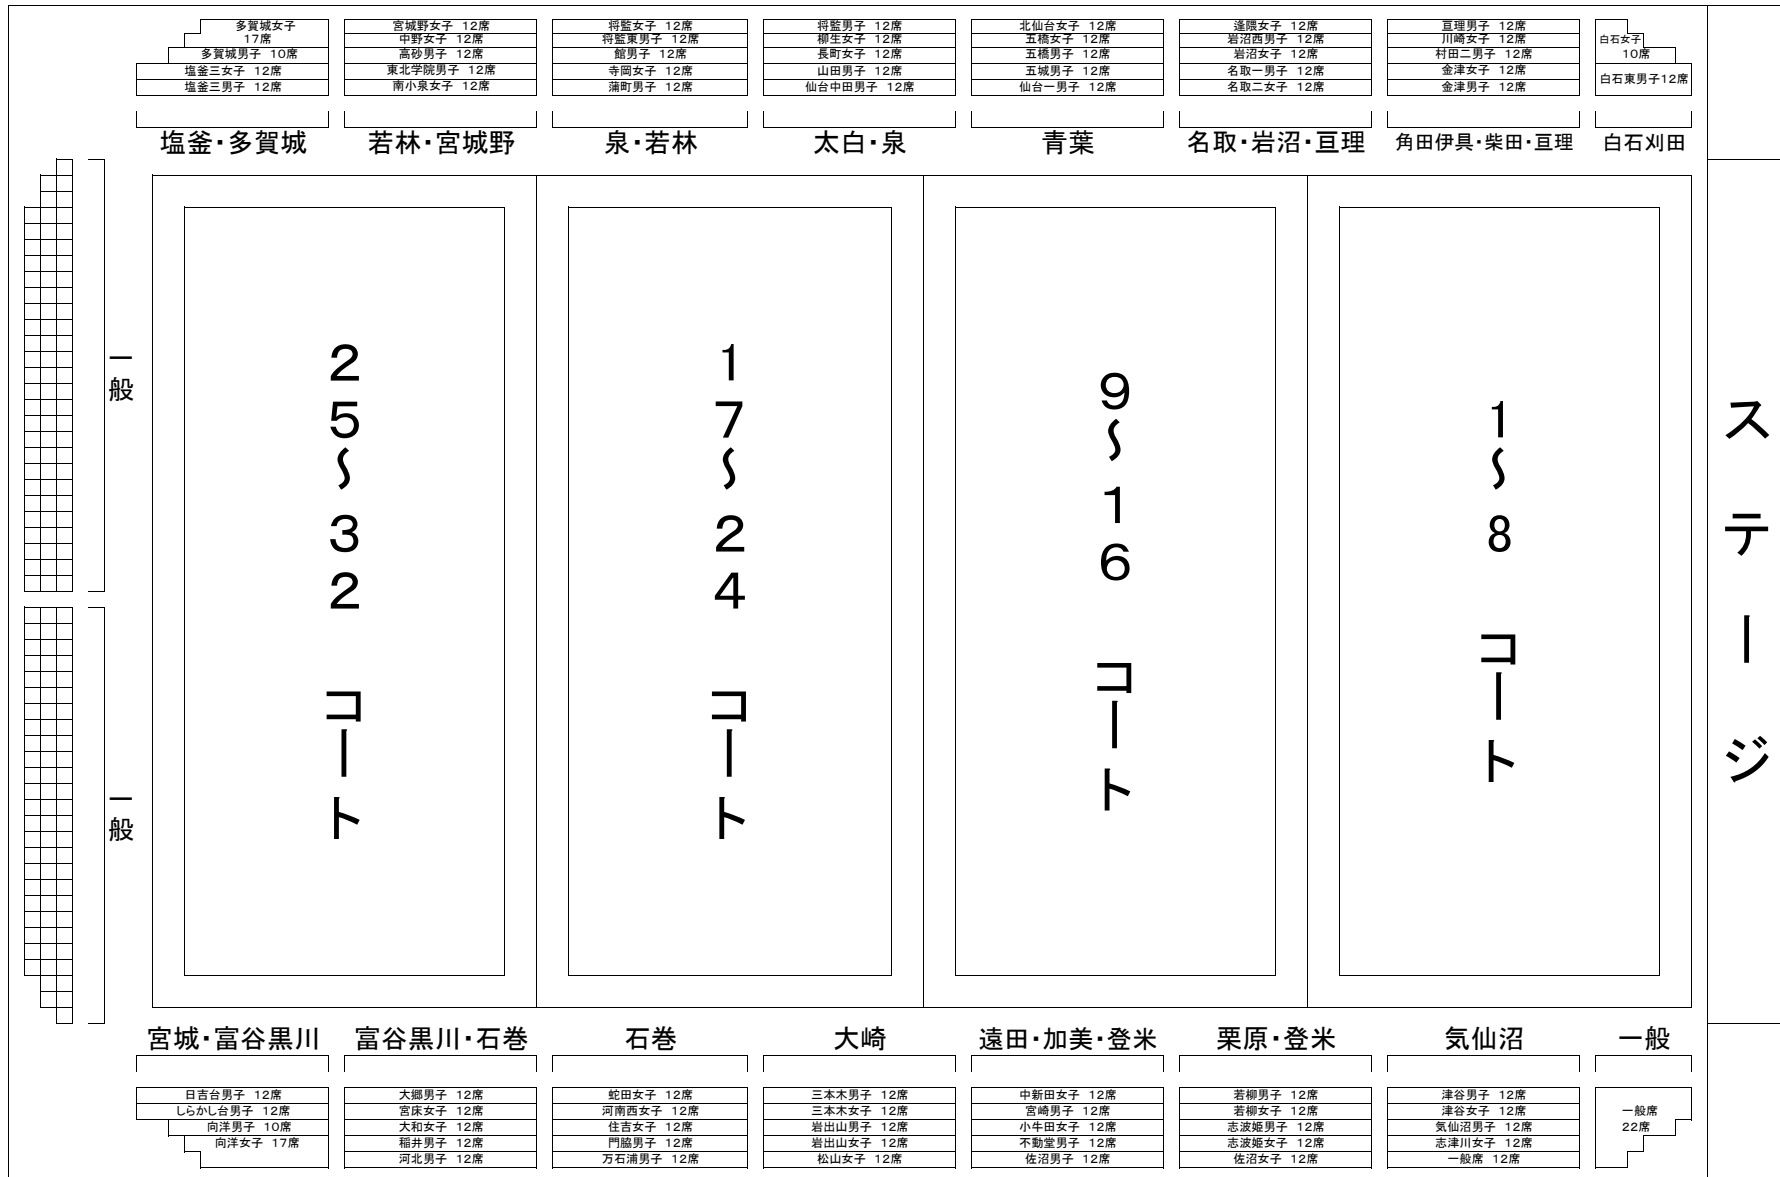 多賀城女子
17席
多賀城男子 10席
塩釜三女子 12席
塩釜三男子 12席
宮城野女子 12席
中野女子 12席
高砂男子 12席
東北学院男子 12席
南小泉女子 12席
将監女子 12席
将監東男子 12席
館男子 12席
寺岡女子 12席
蒲町男子 12席
将監男子 12席
柳生女子 12席
長町女子 12席
山田男子 12席
仙台中田男子 12席
北仙台女子 12席
五橋女子 12席
五橋男子 12席
五城男子 12席
仙台一男子 12席
逢隈女子 12席
岩沼西男子 12席
岩沼女子 12席
名取一男子 12席
名取二女子 12席
亘理男子 12席
川崎女子 12席
村田二男子 12席
金津女子 12席
金津男子 12席
白石女子
10席
白石東男子12席
塩釜・多賀城
若林・宮城野
泉・若林
太白・泉
青葉
名取・岩沼・亘理
角田伊具・柴田・亘理
白石刈田
一般
一般
25～32 コート
17～24 コート
9～16 コート
1～8 コート
ステージ
宮城・富谷黒川
富谷黒川・石巻
石巻
大崎
遠田・加美・登米
栗原・登米
気仙沼
一般
日吉台男子 12席
しらかし台男子 12席
向洋男子 10席
向洋女子 17席
大郷男子 12席
宮床女子 12席
大和女子 12席
稲井男子 12席
河北男子 12席
蛇田女子 12席
河南西女子 12席
住吉女子 12席
門脇男子 12席
万石浦男子 12席
三本木男子 12席
三本木女子 12席
岩出山男子 12席
岩出山女子 12席
松山女子 12席
中新田女子 12席
宮崎男子 12席
小牛田女子 12席
不動堂男子 12席
佐沼男子 12席
若柳男子 12席
若柳女子 12席
志波姫男子 12席
志波姫女子 12席
佐沼女子 12席
津谷男子 12席
津谷女子 12席
気仙沼男子 12席
志津川女子 12席
一般席 12席
一般席
22席